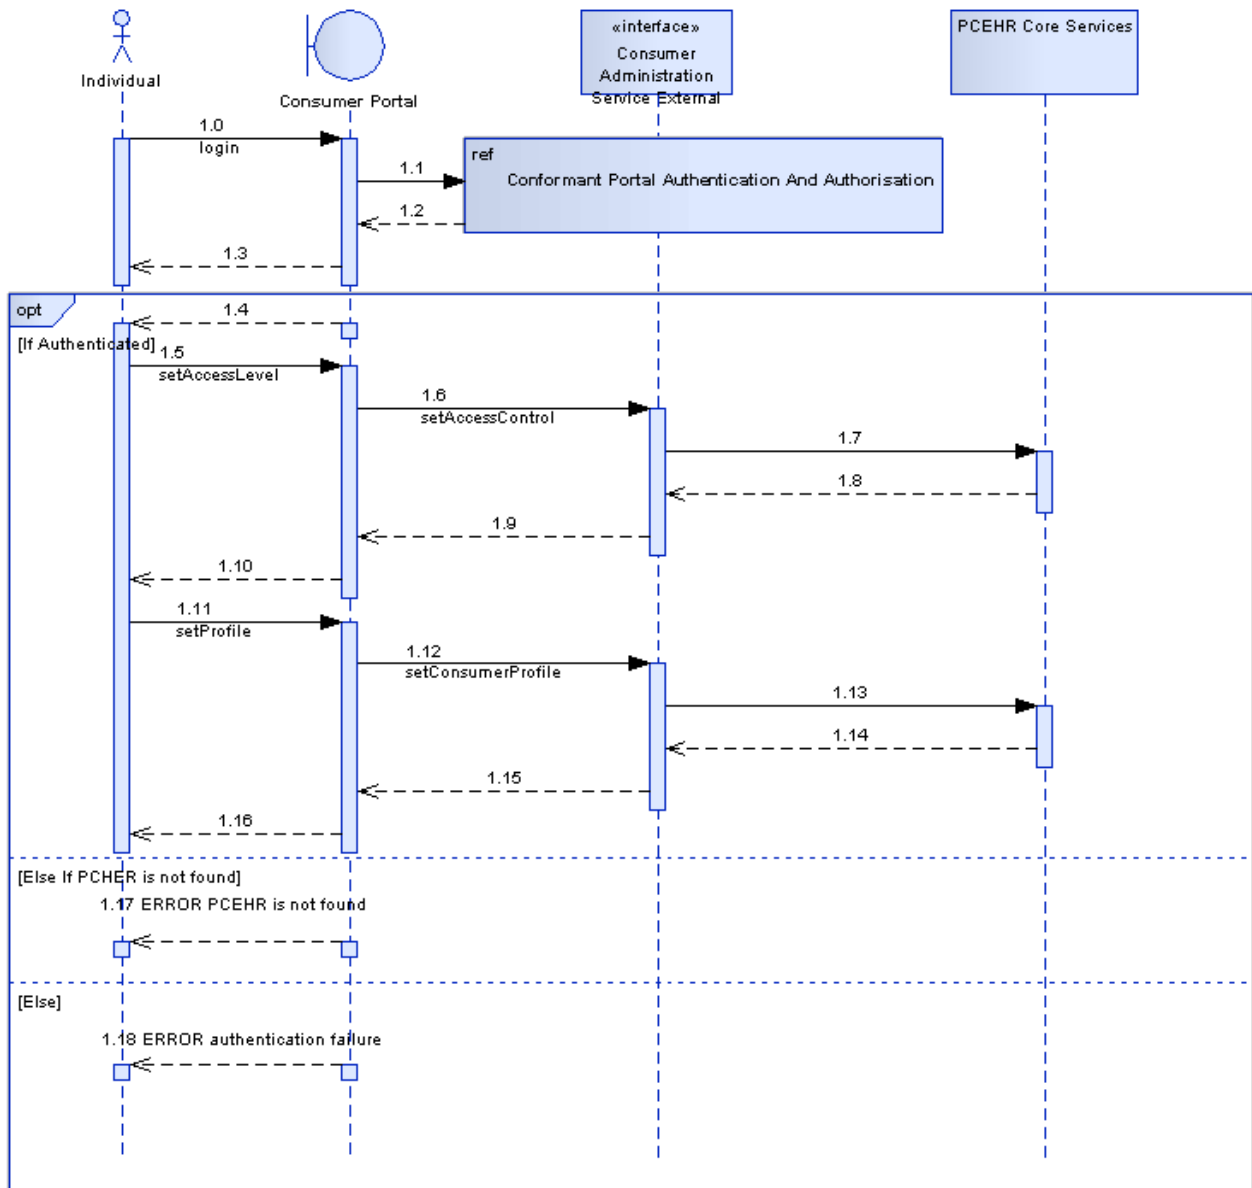 Individual
Consumer Portal
«interface»
Consumer
Administration
Service External
PCEHR Core Services
1.0
login
ref
Conformant Portal Authentication And Authorisation
1.1
1.2
1.3
opt
1.4
[If Authenticated]
1.5
setAccessLevel
1.6
setAccessControl
1.7
1.8
1.9
1.10
1.11
setProfile
1.12
setConsumerProfile
1.13
1.14
1.15
1.16
[Else If PCHER is not found]
1.17 ERROR PCEHR is not found
[Else]
1.18 ERROR authentication failure